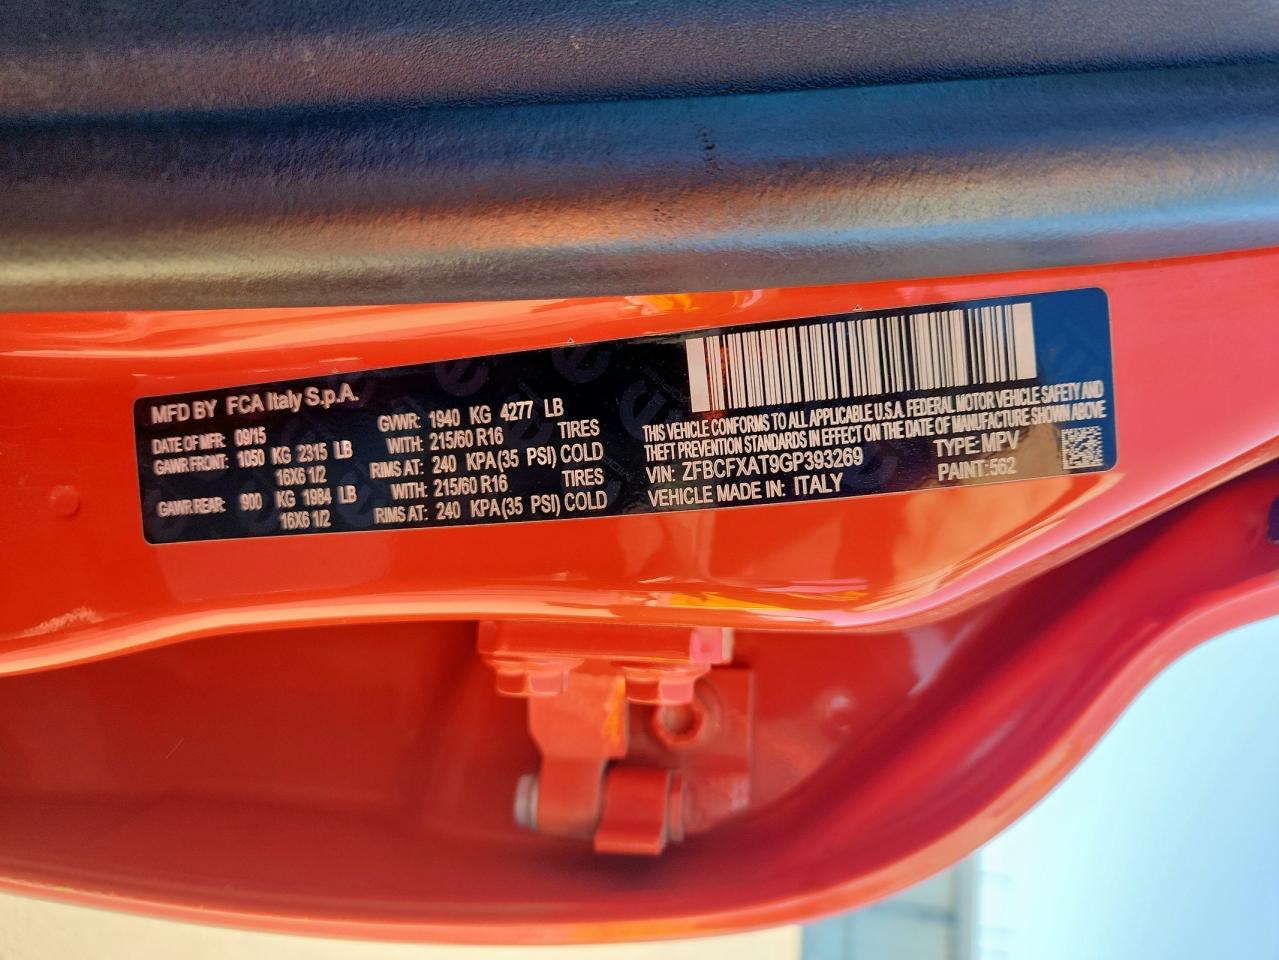 MFD BY FCA Italy S.p.A.
DATE OF MFR: 09/15 GVWR: 1940 KG 4277 LB
GAWR FRONT: 1050 KG 2315 LB WITH: 215/60 R16 TIRES
16X6 1/2 RIMS AT: 240 KPA(35 PSI) COLD
GAWR REAR: 900 KG 1984 LB WITH: 215/60 R16 TIRES
16X6 1/2 RIMS AT: 240 KPA(35 PSI) COLD
THIS VEHICLE CONFORMS TO ALL APPLICABLE U.S.A. FEDERAL MOTOR VEHICLE SAFETY AND
THEFT PREVENTION STANDARDS IN EFFECT ON THE DATE OF MANUFACTURE SHOWN ABOVE
VIN: ZFBCFXAT9GP393269 TYPE: MPV
VEHICLE MADE IN: ITALY PAINT:562